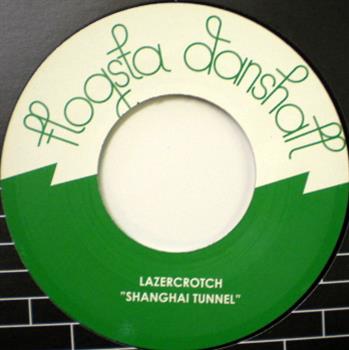 flogsta danshall
LAZERCROTCH
"SHANGHAI TUNNEL"